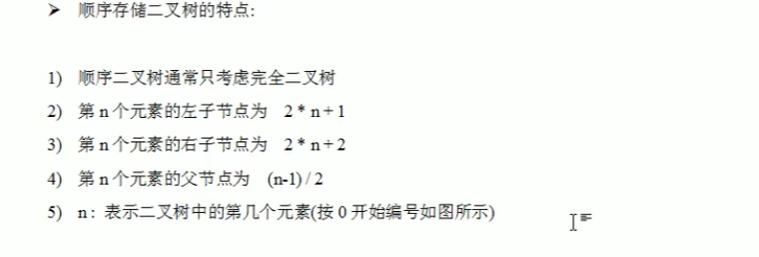 ➤ 顺序存储二叉树的特点:
1) 顺序二叉树通常只考虑完全二叉树
2) 第 n 个元素的左子节点为 2 * n + 1
3) 第 n 个元素的右子节点为 2 * n + 2
4) 第 n 个元素的父节点为 (n-1) / 2
5) n : 表示二叉树中的第几个元素(按 0 开始编号如图所示)